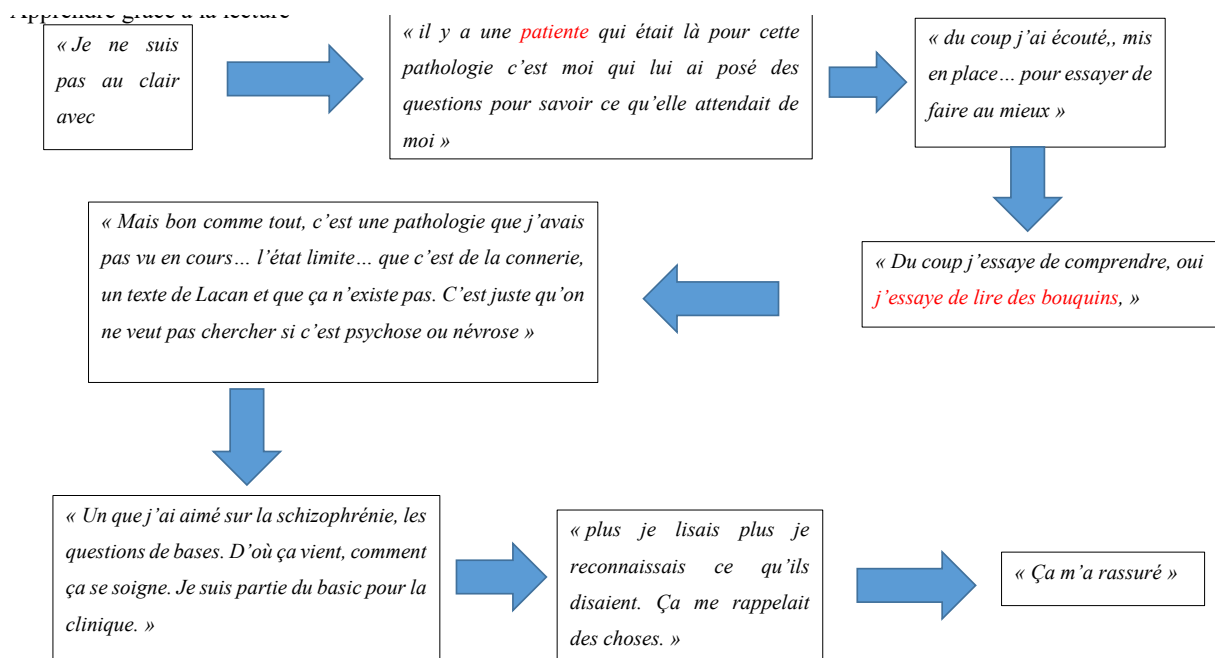 Apprendre grâce à la lecture
« Je ne suis
pas au clair
avec
« il y a une patiente qui était là pour cette
pathologie c’est moi qui lui ai posé des
questions pour savoir ce qu’elle attendait de
moi »
« du coup j’ai écouté,, mis
en place… pour essayer de
faire au mieux »
« Du coup j’essaye de comprendre, oui
j’essaye de lire des bouquins, »
« Mais bon comme tout, c’est une pathologie que j’avais
pas vu en cours… l’état limite… que c’est de la connerie,
un texte de Lacan et que ça n’existe pas. C’est juste qu’on
ne veut pas chercher si c’est psychose ou névrose »
« Un que j’ai aimé sur la schizophrénie, les
questions de bases. D’où ça vient, comment
ça se soigne. Je suis partie du basic pour la
clinique. »
« plus je lisais plus je
reconnaissais ce qu’ils
disaient. Ça me rappelait
des choses. »
« Ça m’a rassuré »